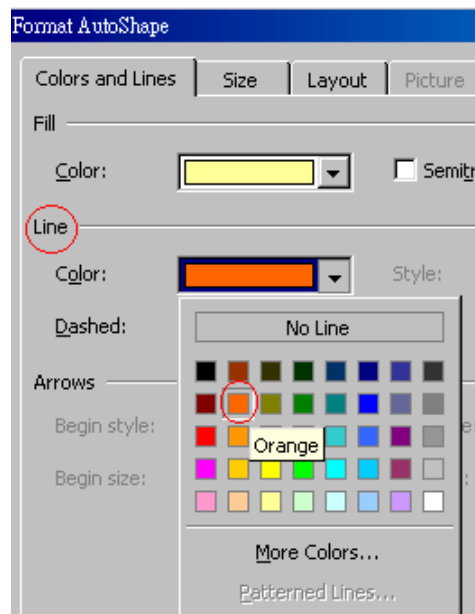 Format AutoShape
Colors and Lines Size Layout Picture
Fill
Color: Semitr
Line
Color: Style:
Dashed: No Line
Arrows
Begin style: e:
Orange
Begin size: :
More Colors...
Patterned Lines...